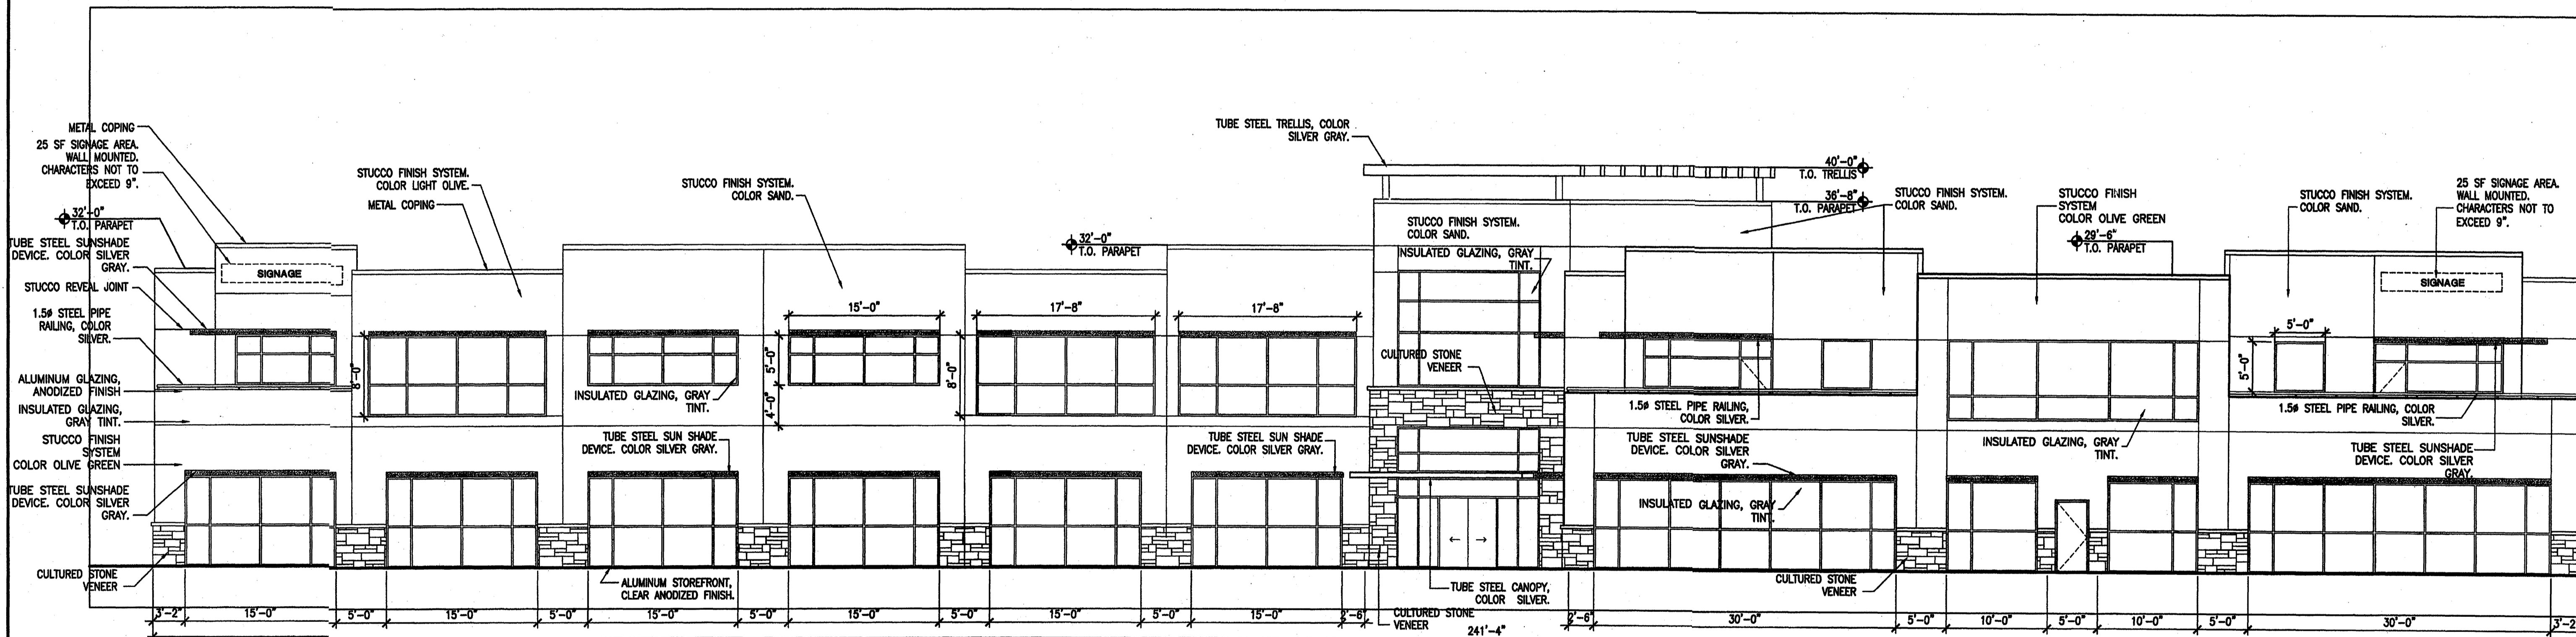 METAL COPING
25 SF SIGNAGE AREA.
WALL MOUNTED.
CHARACTERS NOT TO
EXCEED 9".
32'-0"
T.O. PARAPET
TUBE STEEL SUNSHADE
DEVICE. COLOR SILVER
GRAY.
STUCCO REVEAL JOINT
1.5ø STEEL PIPE
RAILING, COLOR
SILVER.
ALUMINUM GLAZING,
ANODIZED FINISH
INSULATED GLAZING,
GRAY TINT.
STUCCO FINISH
SYSTEM
COLOR OLIVE GREEN
TUBE STEEL SUNSHADE
DEVICE. COLOR SILVER
GRAY.
CULTURED STONE
VENEER
SIGNAGE
STUCCO FINISH SYSTEM.
COLOR LIGHT OLIVE.
METAL COPING
STUCCO FINISH SYSTEM.
COLOR SAND.
32'-0"
T.O. PARAPET
8'-0"
INSULATED GLAZING, GRAY
TINT.
15'-0"
5'-0"
4'-0"
17'-8"
8'-0"
17'-8"
TUBE STEEL SUN SHADE
DEVICE. COLOR SILVER GRAY.
TUBE STEEL SUN SHADE
DEVICE. COLOR SILVER GRAY.
ALUMINUM STOREFRONT,
CLEAR ANODIZED FINISH.
TUBE STEEL TRELLIS, COLOR
SILVER GRAY.
40'-0"
T.O. TRELLIS
36'-8"
T.O. PARAPET
STUCCO FINISH SYSTEM.
COLOR SAND.
INSULATED GLAZING, GRAY
TINT.
CULTURED STONE
VENEER
STUCCO FINISH SYSTEM.
COLOR SAND.
1.5ø STEEL PIPE RAILING,
COLOR SILVER.
TUBE STEEL SUNSHADE
DEVICE. COLOR SILVER
GRAY.
INSULATED GLAZING, GRAY
TINT.
TUBE STEEL CANOPY,
COLOR SILVER.
CULTURED STONE
VENEER
CULTURED STONE
VENEER
STUCCO FINISH
SYSTEM
COLOR OLIVE GREEN
29'-6"
T.O. PARAPET
INSULATED GLAZING, GRAY
TINT.
STUCCO FINISH SYSTEM.
COLOR SAND.
25 SF SIGNAGE AREA.
WALL MOUNTED.
CHARACTERS NOT TO
EXCEED 9".
SIGNAGE
5'-0"
5'-0"
1.5ø STEEL PIPE RAILING, COLOR
SILVER.
TUBE STEEL SUNSHADE
DEVICE. COLOR SILVER
GRAY.
3'-2" 15'-0" 5'-0" 15'-0" 5'-0" 15'-0" 5'-0" 15'-0" 5'-0" 15'-0" 5'-0" 15'-0" 2'-6" 2'-6" 30'-0" 5'-0" 10'-0" 5'-0" 10'-0" 5'-0" 30'-0" 3'-2"
241'-4"